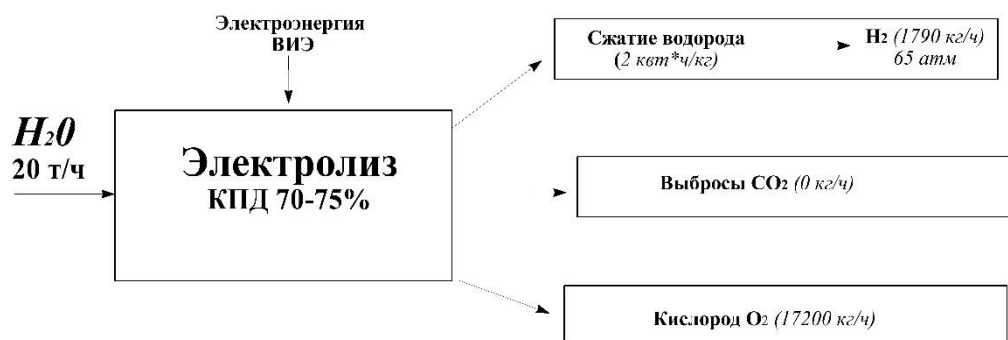 Электроэнергия
ВИЭ
H₂0
20 т/ч
Электролиз
КПД 70-75%
Сжатие водорода
(2 квт*ч/кг)
H₂ (1790 кг/ч)
65 атм
Выбросы CO₂ (0 кг/ч)
Кислород O₂ (17200 кг/ч)